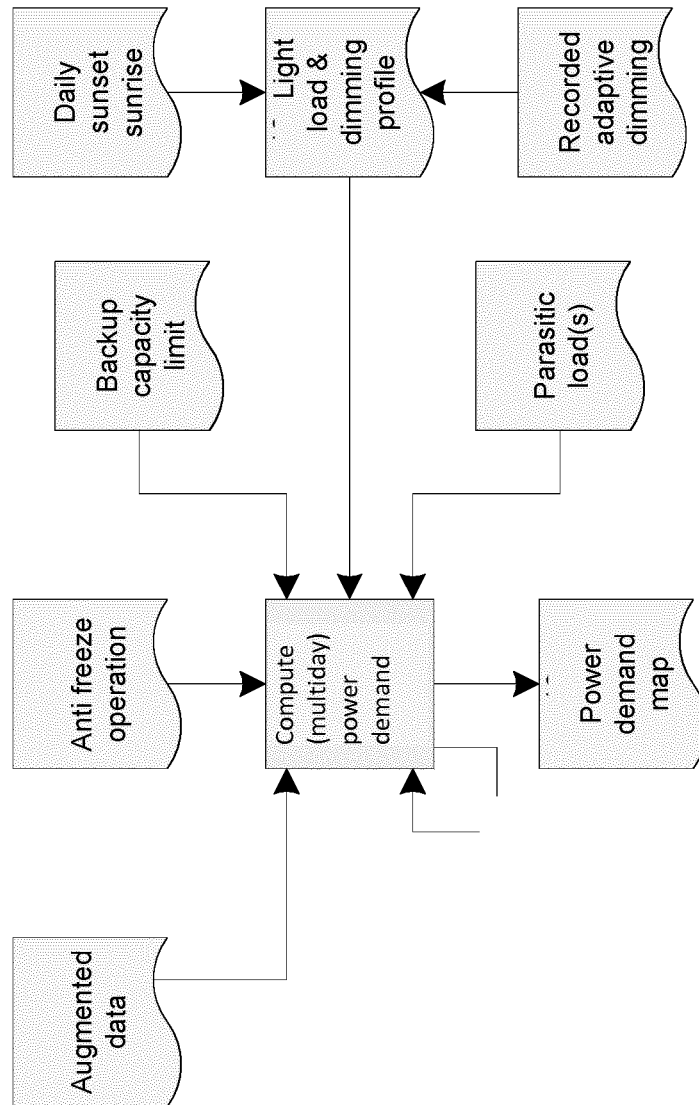 Augmented
data
Anti freeze
operation
Daily
sunset
sunrise
Backup
capacity
limit
Compute
(multiday)
power
demand
Light
load &
dimming
profile
Parasitic
load(s)
Power
demand
map
Recorded
adaptive
dimming